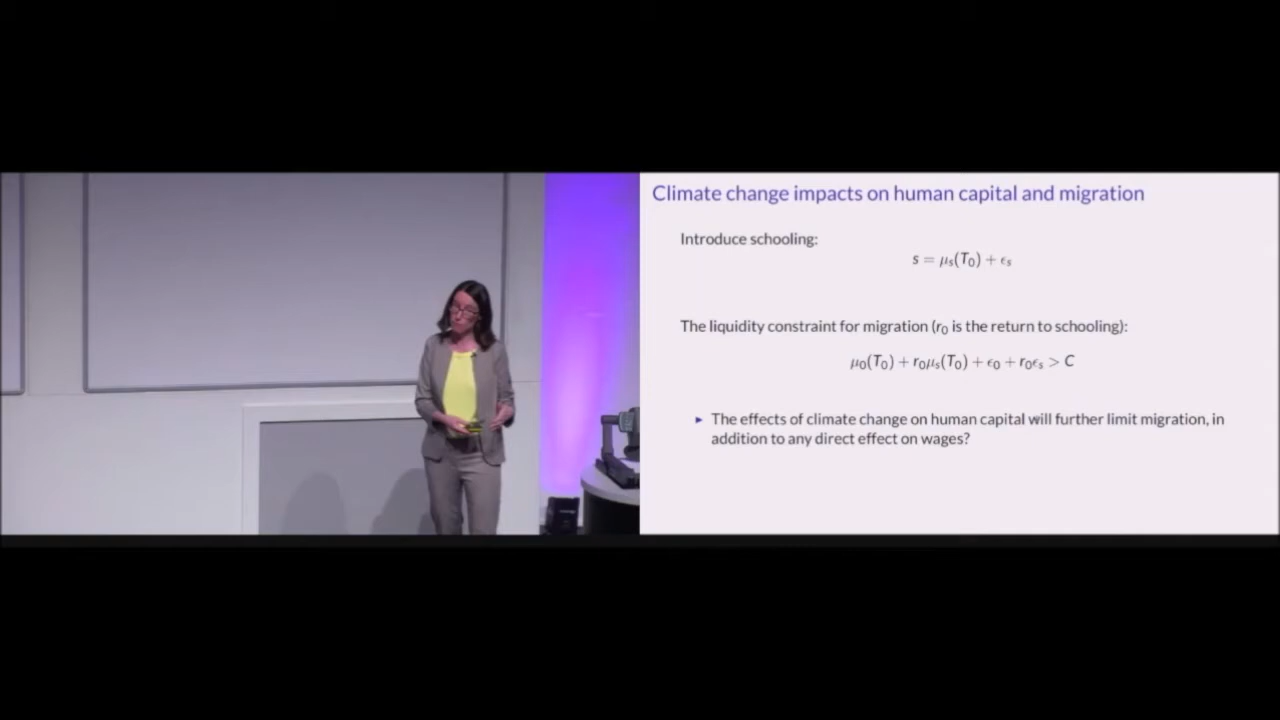 Climate change impacts on human capital and migration
Introduce schooling:
s = μₛ(T₀) + ϵₛ
The liquidity constraint for migration (r₀ is the return to schooling):
μ₀(T₀) + r₀μₛ(T₀) + ϵ₀ + r₀ϵₛ > C
▸ The effects of climate change on human capital will further limit migration, in
addition to any direct effect on wages?